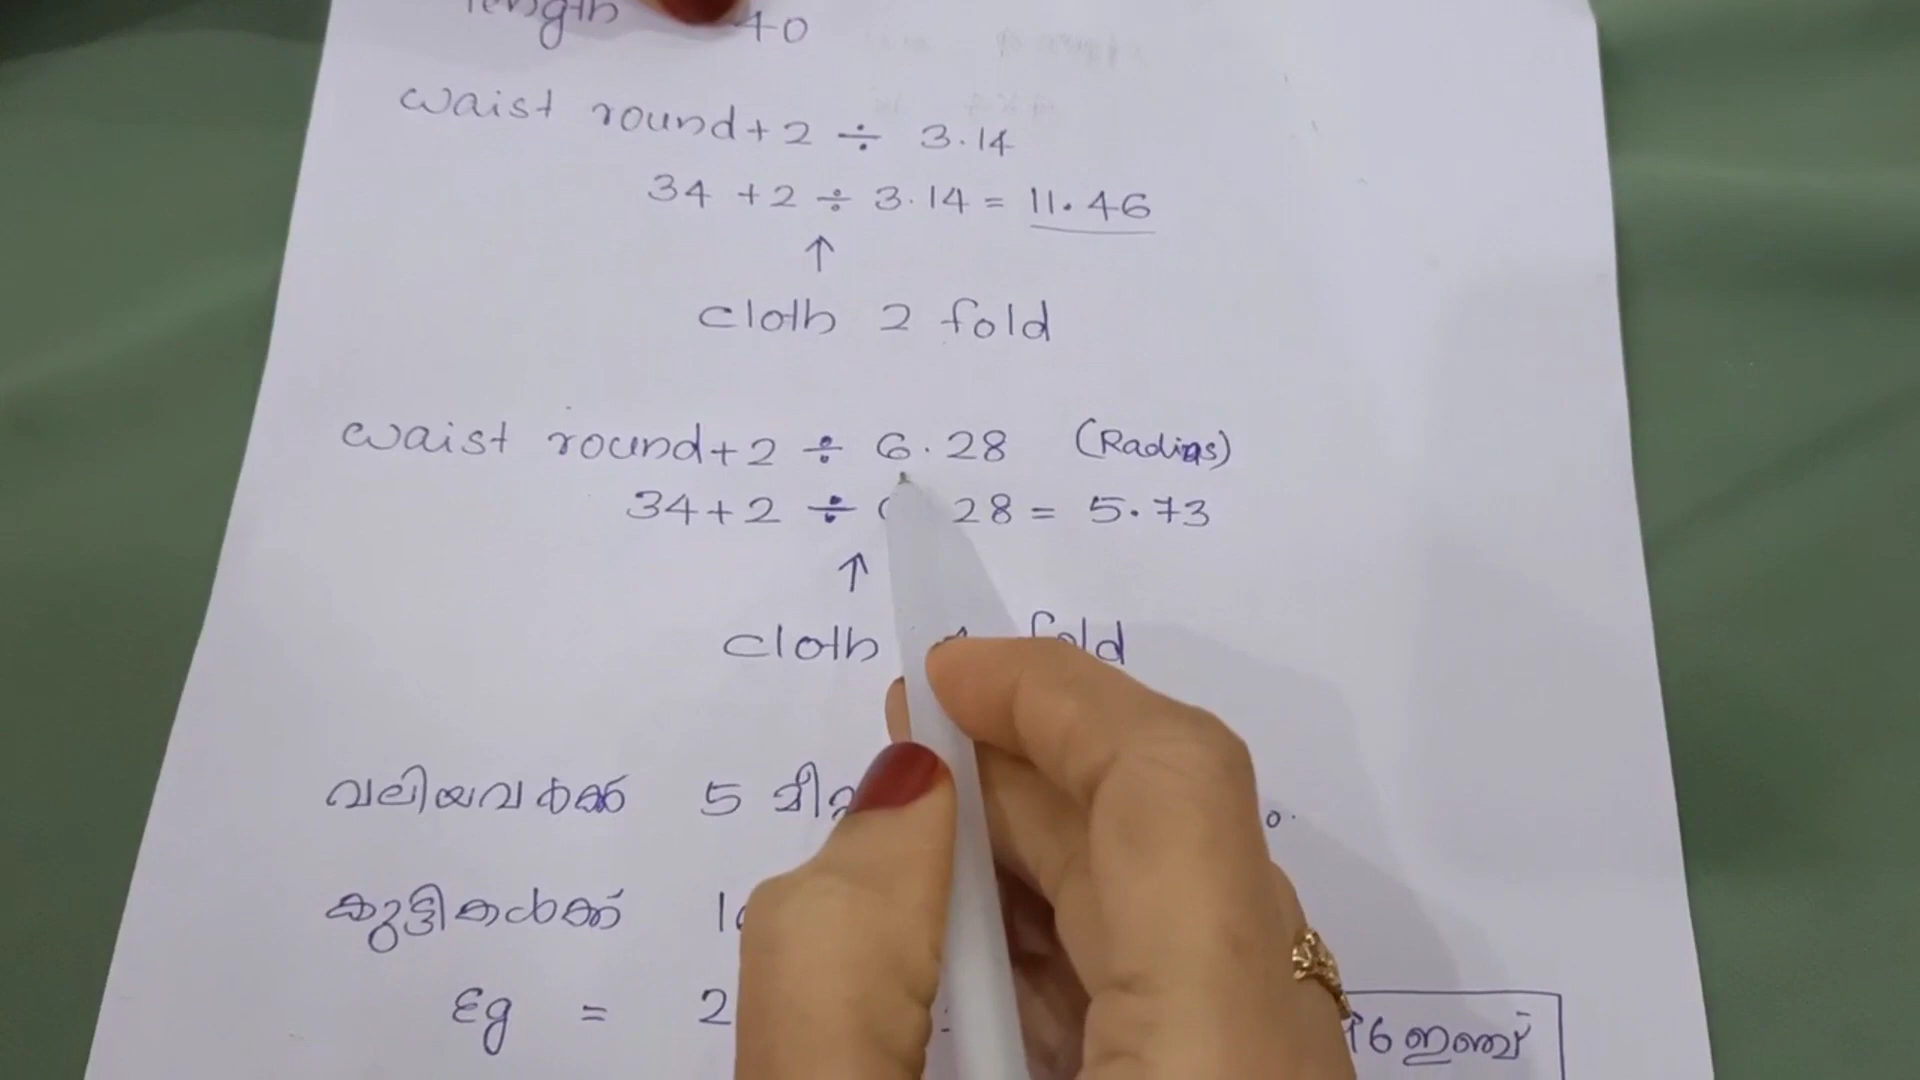 length 40
waist round + 2 ÷ 3.14
34 + 2 ÷ 3.14 = 11.46
↑
cloth 2 fold
waist round + 2 ÷ 6.28 (Radius)
34 + 2 ÷ 28 = 5.73
↑
cloth fold
വലിയവർക്ക് 5
കുട്ടികൾക്ക്
Eg = 2
ഇഞ്ച്